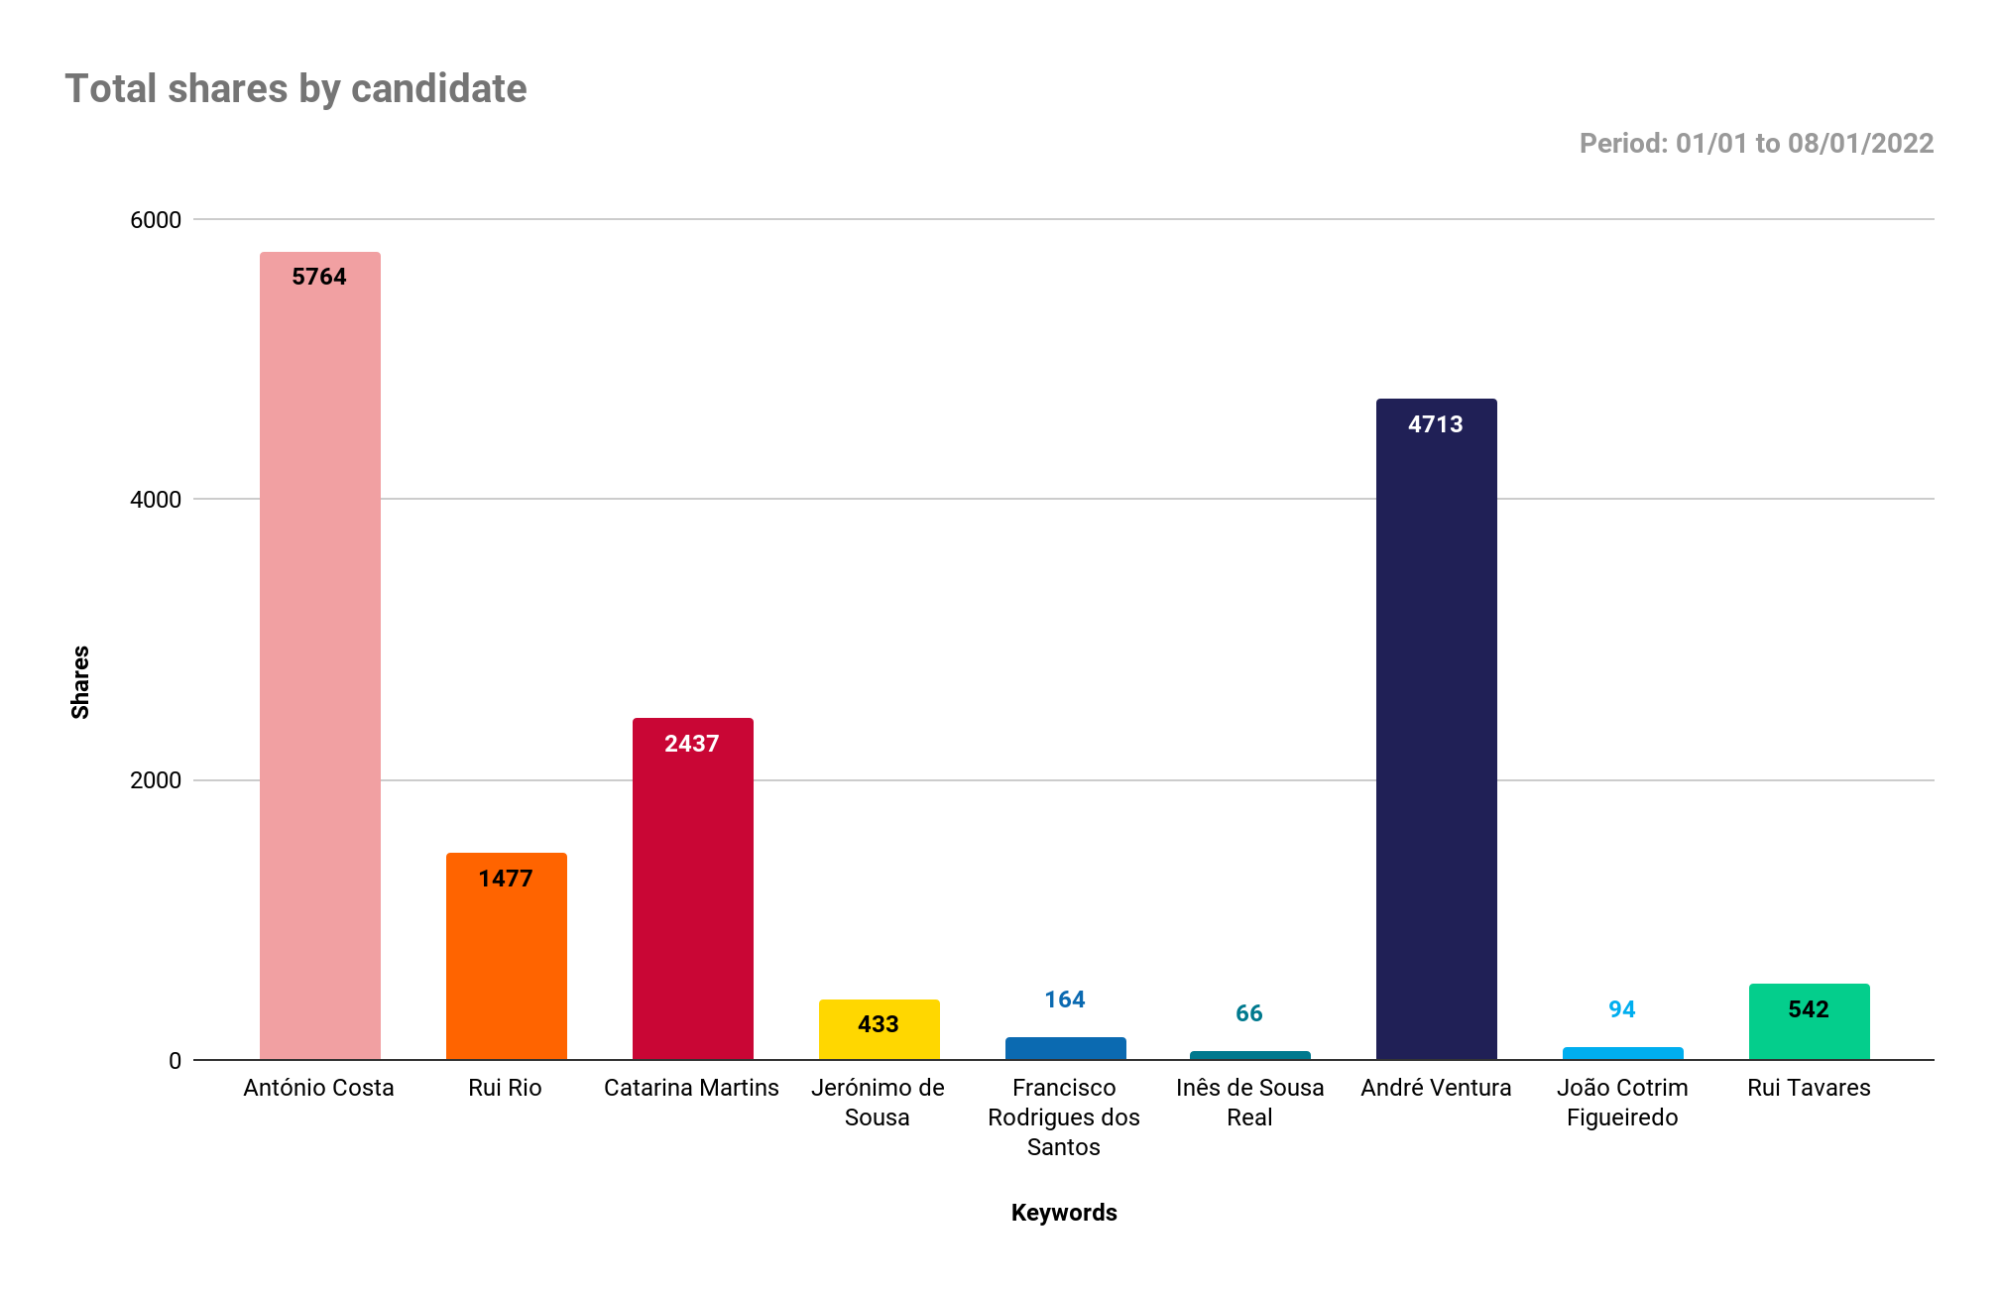 Total shares by candidate
Period: 01/01 to 08/01/2022
6000
4000
2000
0
Shares
5764
1477
2437
433
164
66
4713
94
542
António Costa
Rui Rio
Catarina Martins
Jerónimo de
Sousa
Francisco
Rodrigues dos
Santos
Inês de Sousa
Real
André Ventura
João Cotrim
Figueiredo
Rui Tavares
Keywords